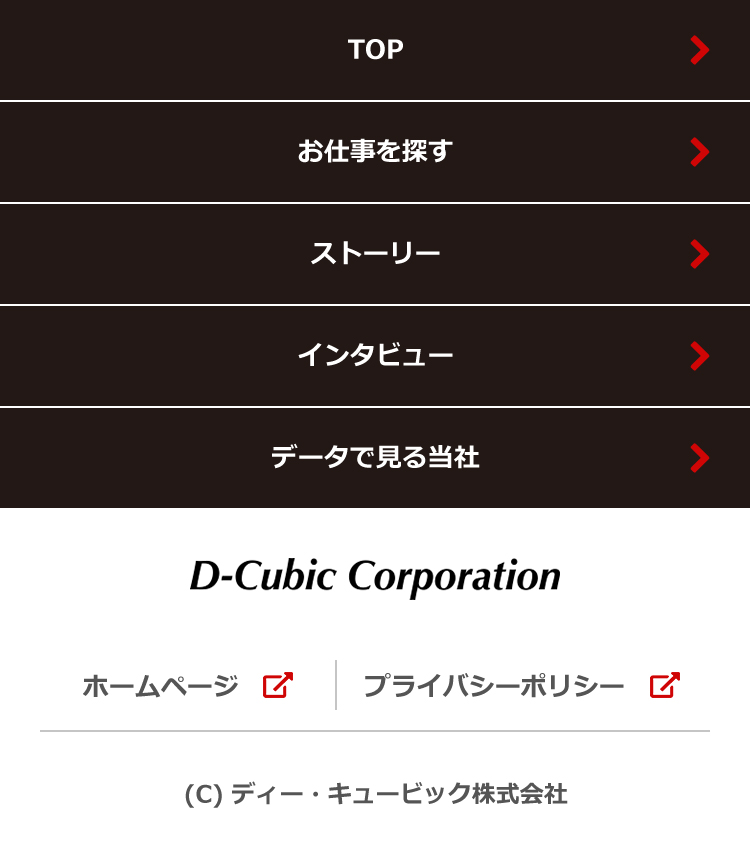 TOP
お仕事を探す
ストーリー
インタビュー
データで見る当社
D-Cubic Corporation
ホームページ プライバシーポリシー
(C) ディー・キュービック株式会社